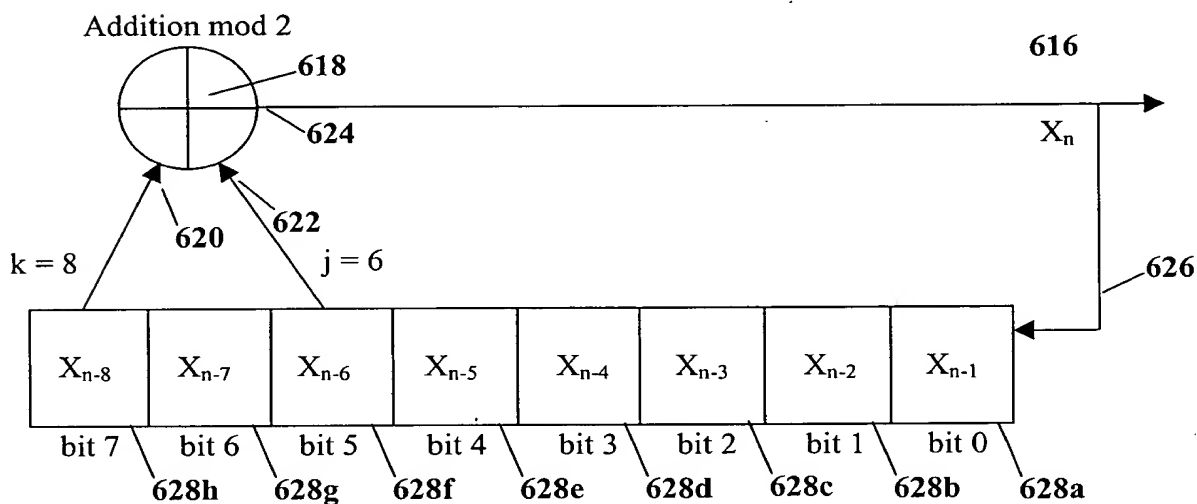 Addition mod 2
616
618
624
Xn
620
622
k = 8
j = 6
626
Xn-8 Xn-7 Xn-6 Xn-5 Xn-4 Xn-3 Xn-2 Xn-1
bit 7 bit 6 bit 5 bit 4 bit 3 bit 2 bit 1 bit 0
628h 628g 628f 628e 628d 628c 628b 628a